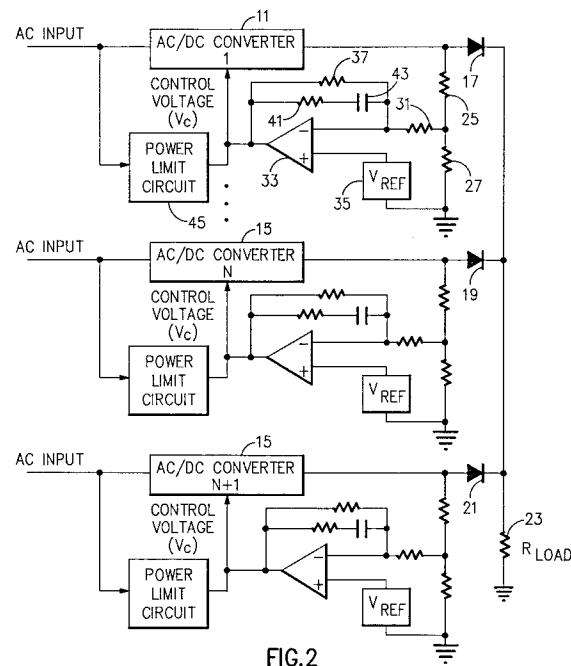 11
AC INPUT
AC/DC CONVERTER
1
37
17
CONTROL
VOLTAGE
(VC)
43
41
31
25
POWER
LIMIT
CIRCUIT
−
+
33
35
VREF
27
45
13
AC INPUT
AC/DC CONVERTER
N
19
CONTROL
VOLTAGE
(VC)
POWER
LIMIT
CIRCUIT
−
+
VREF
15
AC INPUT
AC/DC CONVERTER
N+1
21
23
CONTROL
VOLTAGE
(VC)
RLOAD
POWER
LIMIT
CIRCUIT
−
+
VREF
FIG.2